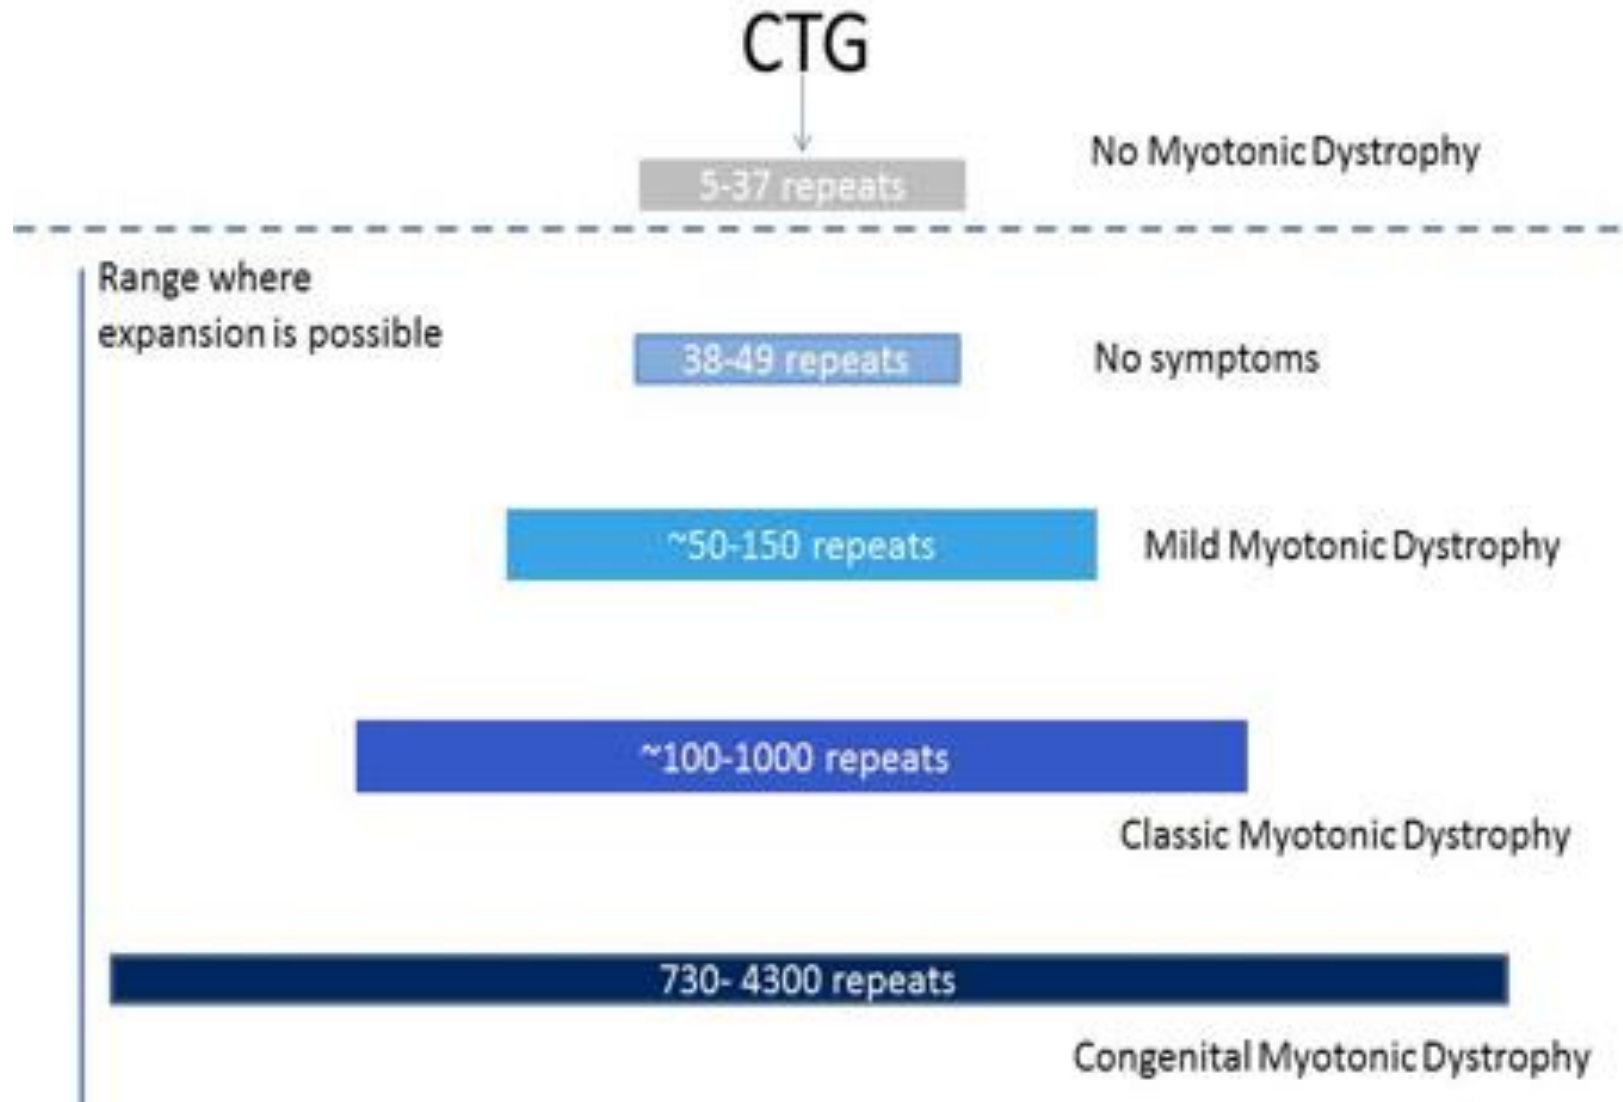 CTG
No Myotonic Dystrophy
5-37 repeats
Range where
expansion is possible
38-49 repeats
No symptoms
~50-150 repeats
Mild Myotonic Dystrophy
~100-1000 repeats
Classic Myotonic Dystrophy
730- 4300 repeats
Congenital Myotonic Dystrophy